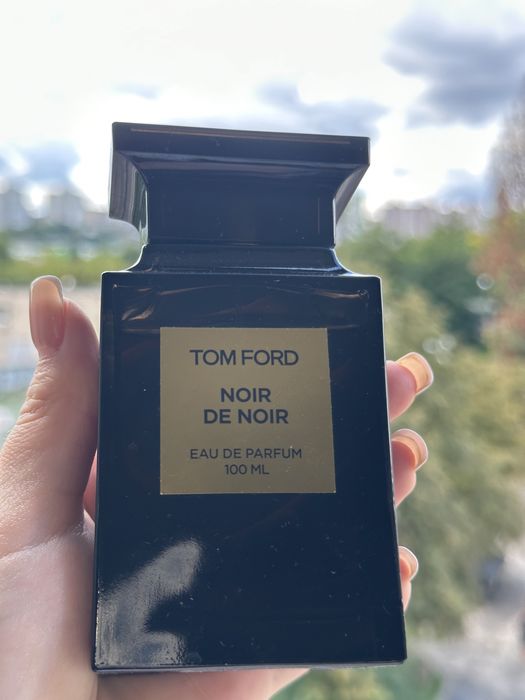 TOM FORD
NOIR
DE NOIR
EAU DE PARFUM
100 ML